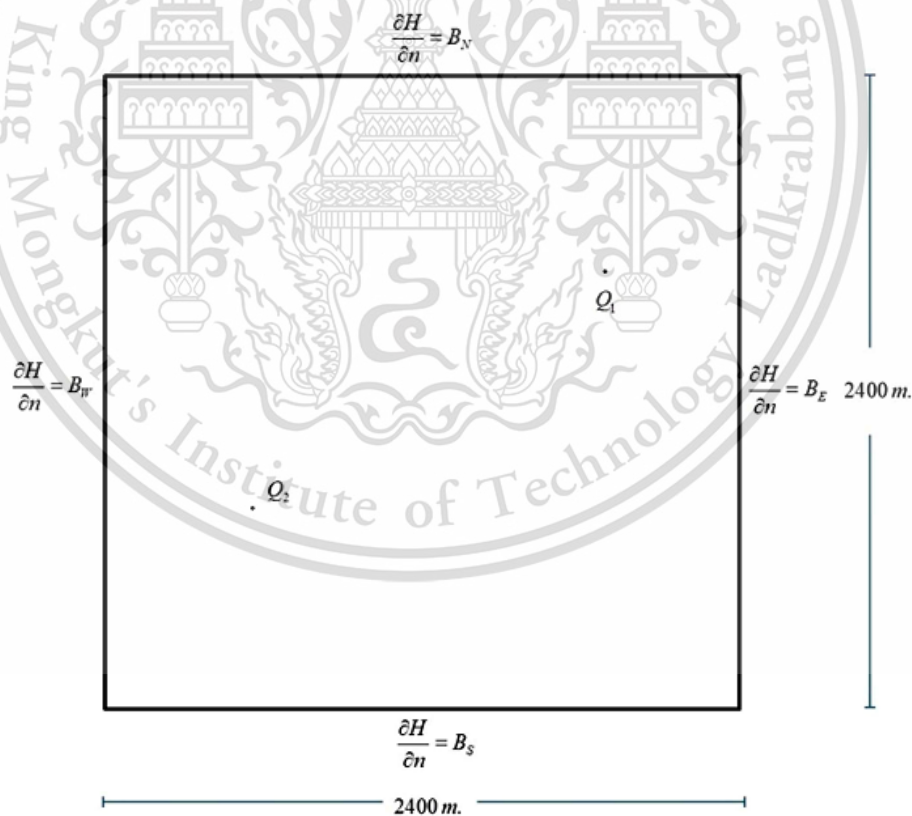 ∂H/∂n = B_N
Q₁
∂H/∂n = B_W
∂H/∂n = B_E
2400 m.
Q₂
∂H/∂n = B_S
2400 m.
King Mongkut's Institute of Technology Ladkrabang